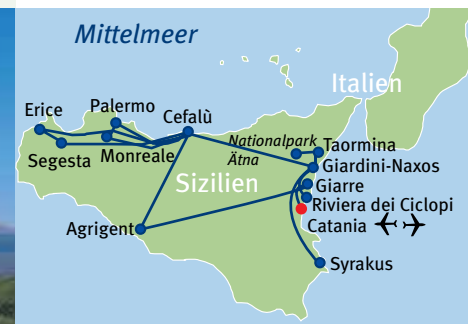 Mittelmeer
Italien
Erice
Palermo
Cefalù
Segesta
Monreale
Nationalpark
Ätna
Taormina
Giardini-Naxos
Sizilien
Giarre
Riviera dei Ciclopi
Agrigent
Catania
Syrakus